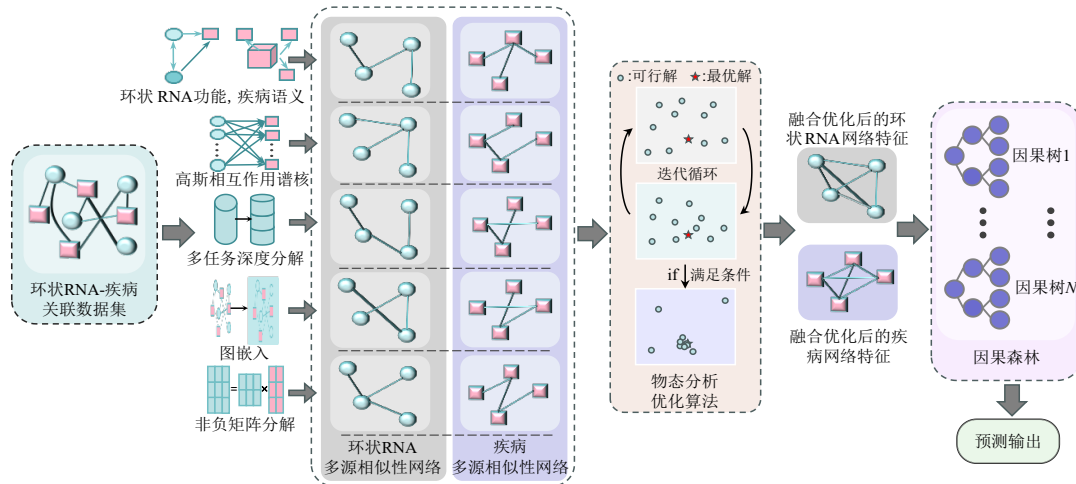 环状RNA-疾病
关联数据集
环状 RNA功能, 疾病语义
高斯相互作用谱核
多任务深度分解
图嵌入
=
×
非负矩阵分解
环状RNA
多源相似性网络
疾病
多源相似性网络
:可行解 ★:最优解
迭代循环
if 满足条件
物态分析
优化算法
融合优化后的环
状RNA网络特征
融合优化后的疾
病网络特征
因果树1
因果树N
因果森林
预测输出